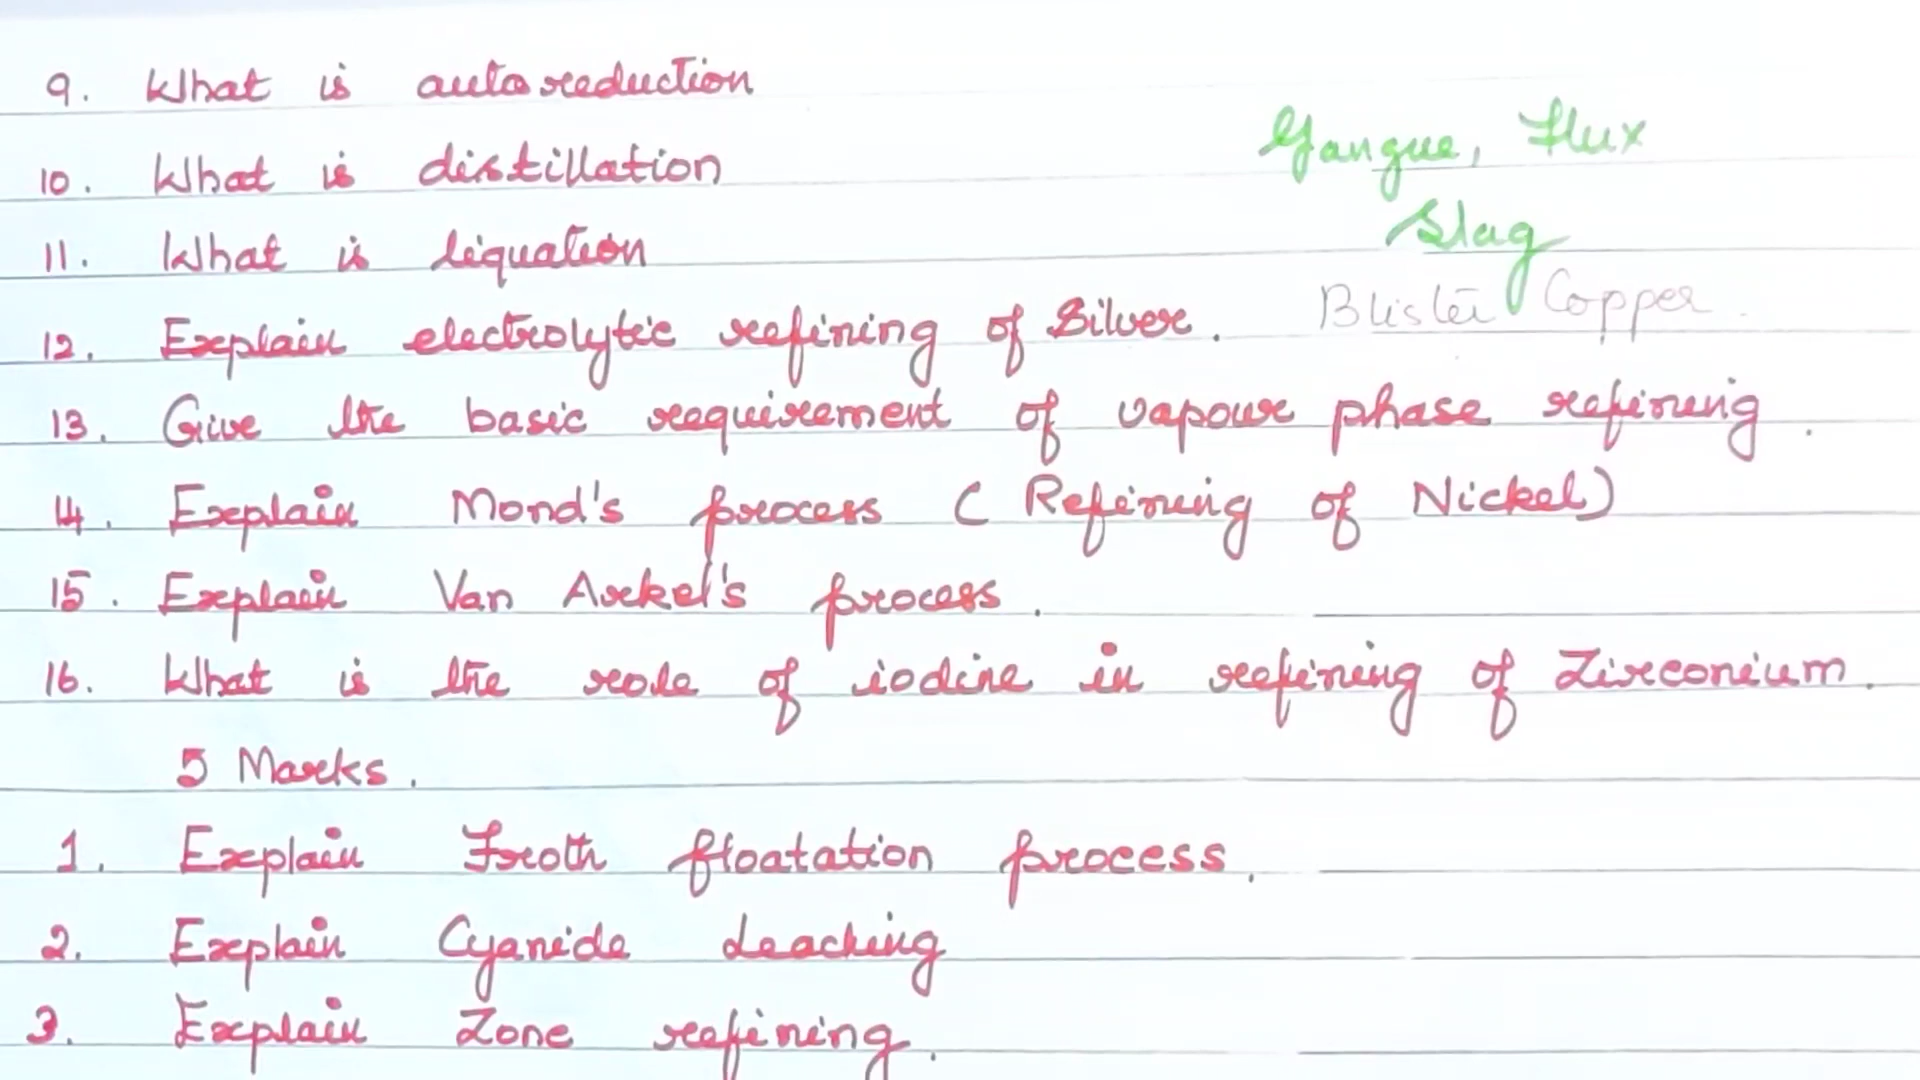 9. What is auto reduction
10. What is distillation
11. What is liquation
12. Explain electrolytic refining of Silver.
13. Give the basic requirement of vapour phase refining.
14. Explain Mond's process ( Refining of Nickel)
15. Explain Van Arkel's process.
16. What is the role of iodine in refining of Zirconium.
5 Marks.
1. Explain Froth floatation process.
2. Explain Cyanide Leaching
3. Explain Zone refining.
Gangue, Flux
Slag
Blister Copper.